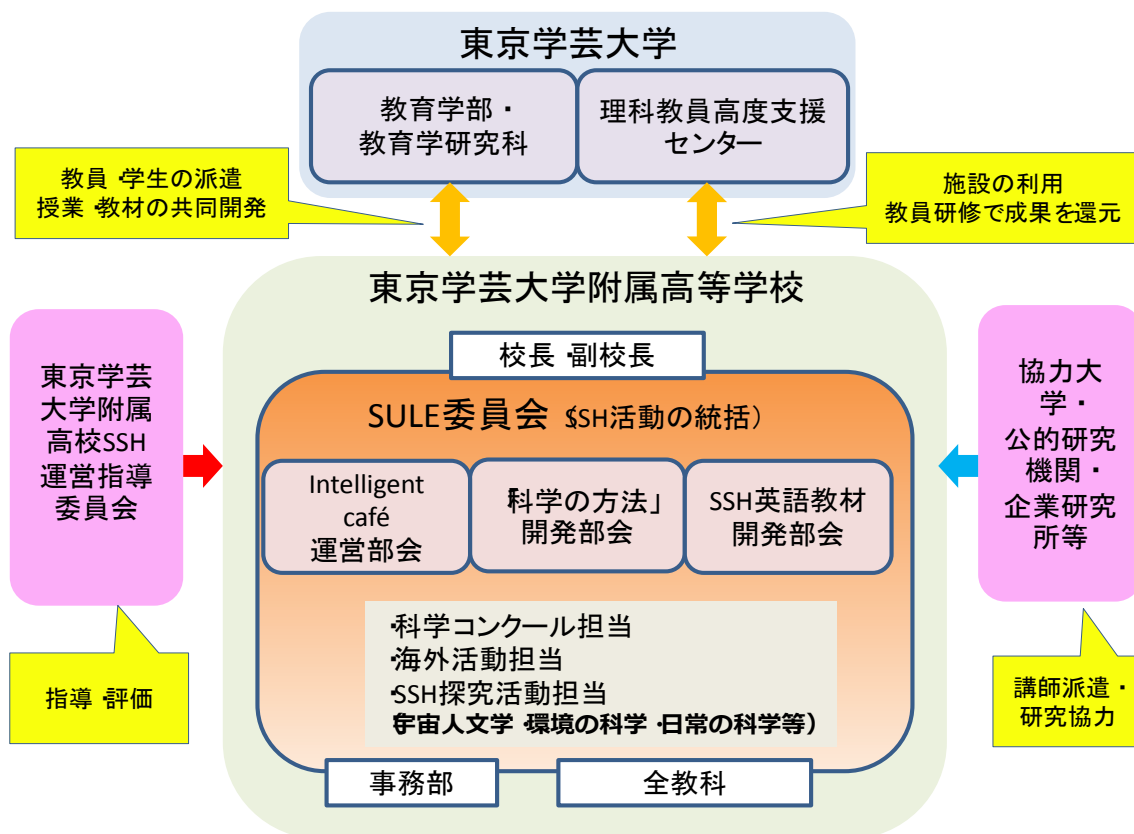 東京学芸大学
教育学部・
教育学研究科
理科教員高度支援
センター
教員・学生の派遣
授業・教材の共同開発
施設の利用
教員研修で成果を還元
東京学芸大学附属高等学校
校長・副校長
東京学芸
大学附属
高校SSH
運営指導
委員会
SULE委員会（SSH活動の統括）
Intelligent
café
運営部会
「科学の方法」
開発部会
SSH英語教材
開発部会
協力大
学・
公的研究
機関・
企業研究
所等
・科学コンクール担当
・海外活動担当
・SSH探究活動担当
（宇宙人文学・環境の科学・日常の科学等）
指導・評価
講師派遣・
研究協力
事務部
全教科